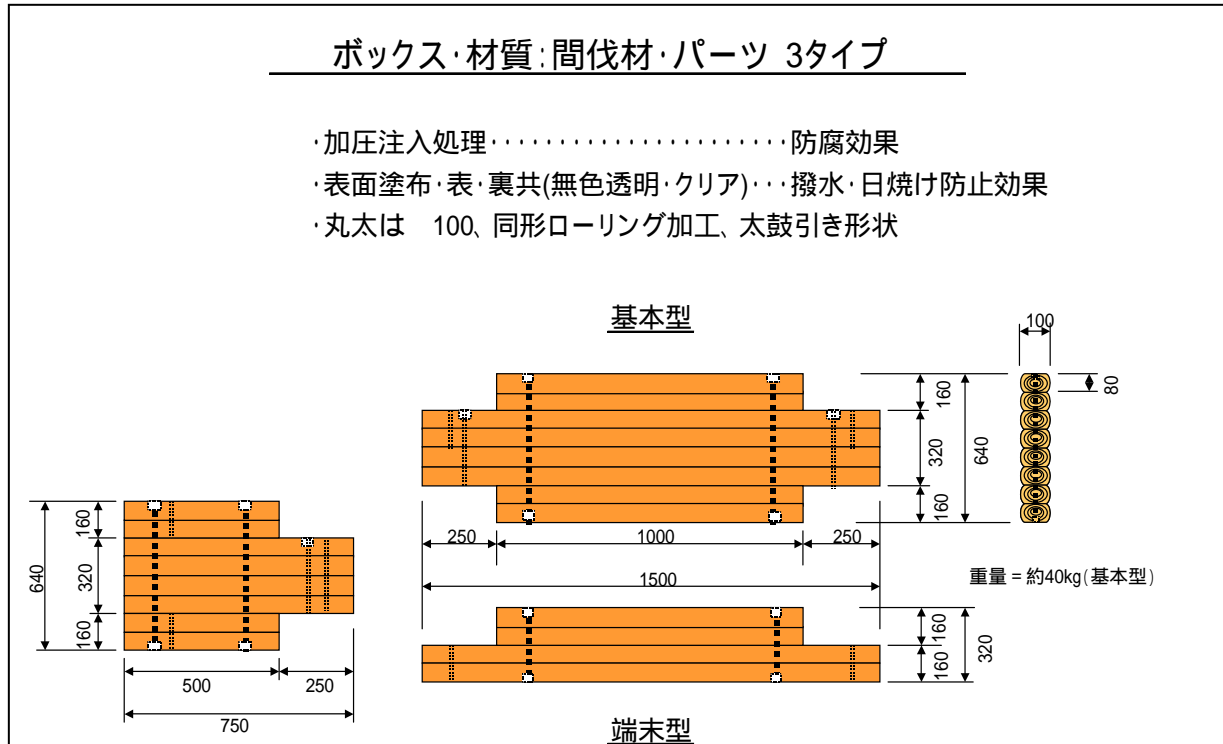 ボックス・材質:間伐材・パーツ 3タイプ
・加圧注入処理・・・・・・・・・・・・・・・・・・・・・・防腐効果
・表面塗布・表・裏共(無色透明・クリア)・・・撥水・日焼け防止効果
・丸太は 100、同形ローリング加工、太鼓引き形状
基本型
100
80
160
320
160
640
250
1000
250
1500
重量=約40kg(基本型)
160
320
160
640
500
250
750
160
160
320
端末型